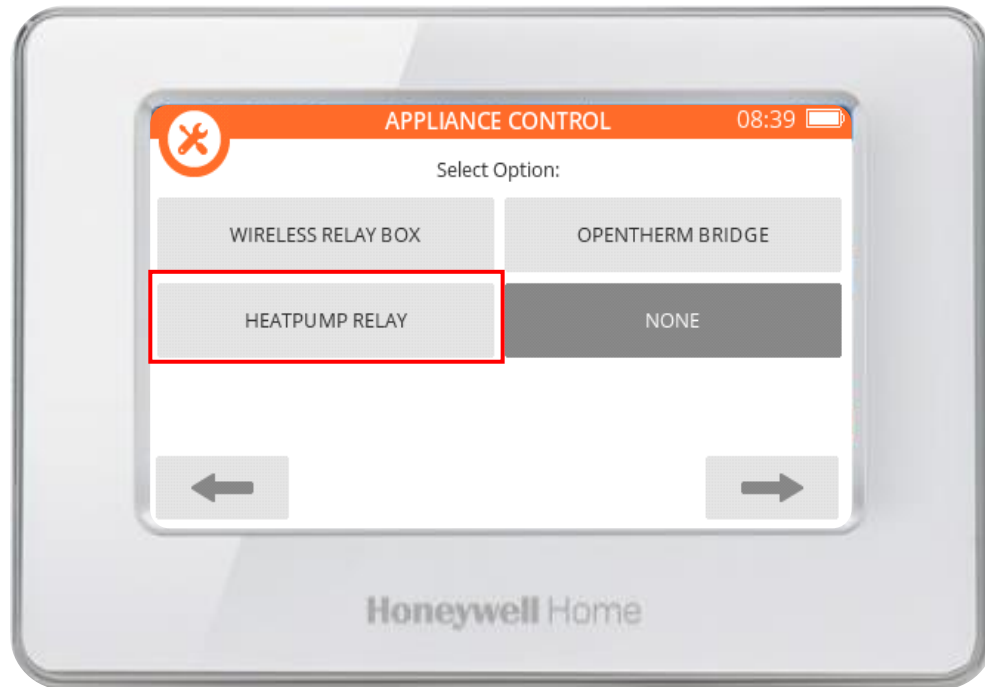 APPLIANCE CONTROL 08:39
Select Option:
WIRELESS RELAY BOX OPENTHERM BRIDGE
HEATPUMP RELAY NONE
Honeywell Home